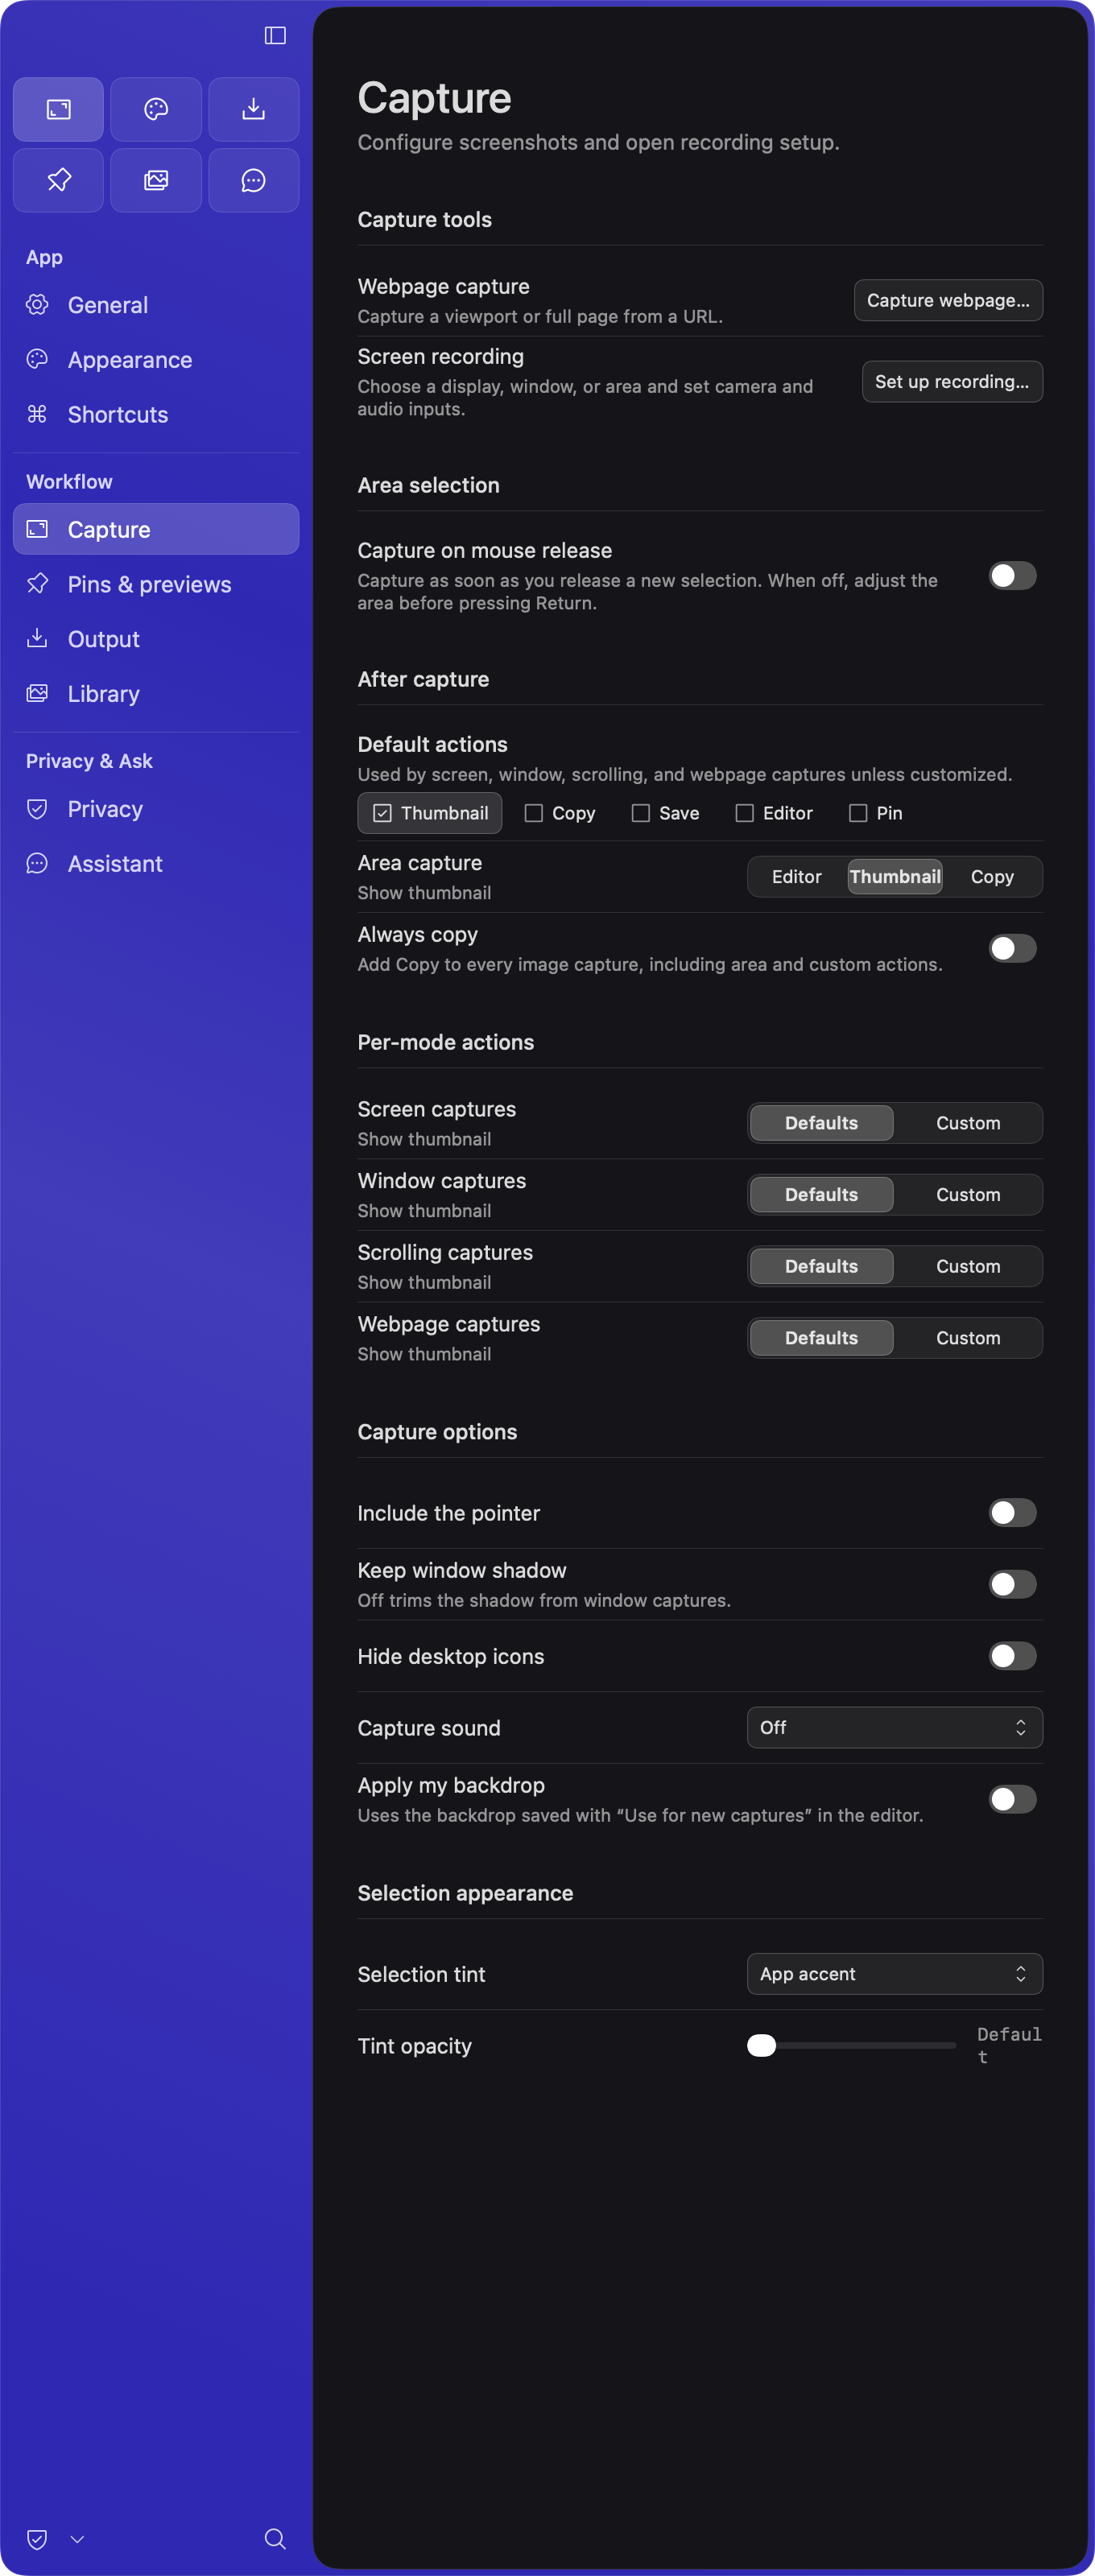 App
General
Appearance
Shortcuts
Workflow
Capture
Pins & previews
Output
Library
Privacy & Ask
Privacy
Assistant
Capture
Configure screenshots and open recording setup.
Capture tools
Webpage capture
Capture a viewport or full page from a URL.
Capture webpage...
Screen recording
Choose a display, window, or area and set camera and
audio inputs.
Set up recording...
Area selection
Capture on mouse release
Capture as soon as you release a new selection. When off, adjust the
area before pressing Return.
After capture
Default actions
Used by screen, window, scrolling, and webpage captures unless customized.
Thumbnail Copy Save Editor Pin
Area capture
Show thumbnail
Editor Thumbnail Copy
Always copy
Add Copy to every image capture, including area and custom actions.
Per-mode actions
Screen captures
Show thumbnail
Defaults Custom
Window captures
Show thumbnail
Defaults Custom
Scrolling captures
Show thumbnail
Defaults Custom
Webpage captures
Show thumbnail
Defaults Custom
Capture options
Include the pointer
Keep window shadow
Off trims the shadow from window captures.
Hide desktop icons
Capture sound
Off
Apply my backdrop
Uses the backdrop saved with “Use for new captures” in the editor.
Selection appearance
Selection tint
App accent
Tint opacity
Defaul
t